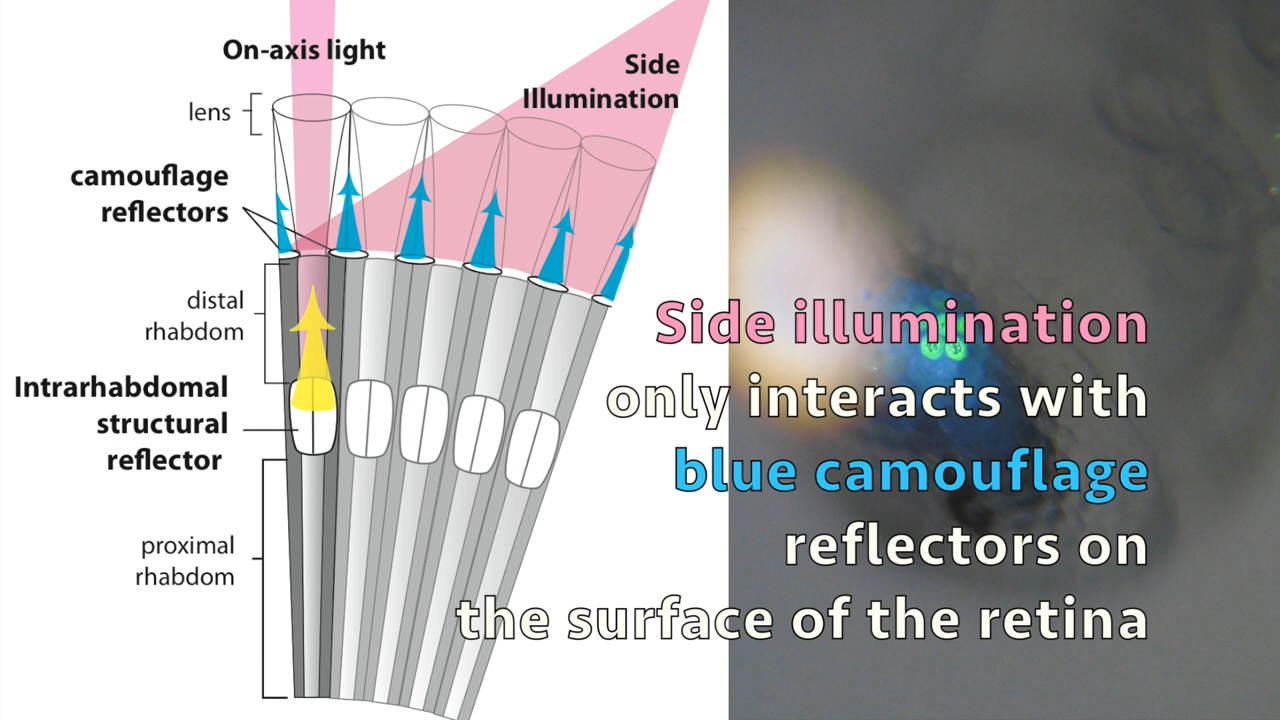 On-axis light
Side
Illumination
lens
camouflage
reflectors
distal
rhabdom
Intrarhabdomal
structural
reflector
proximal
rhabdom
Side illumination
only interacts with
blue camouflage
reflectors on
the surface of the retina